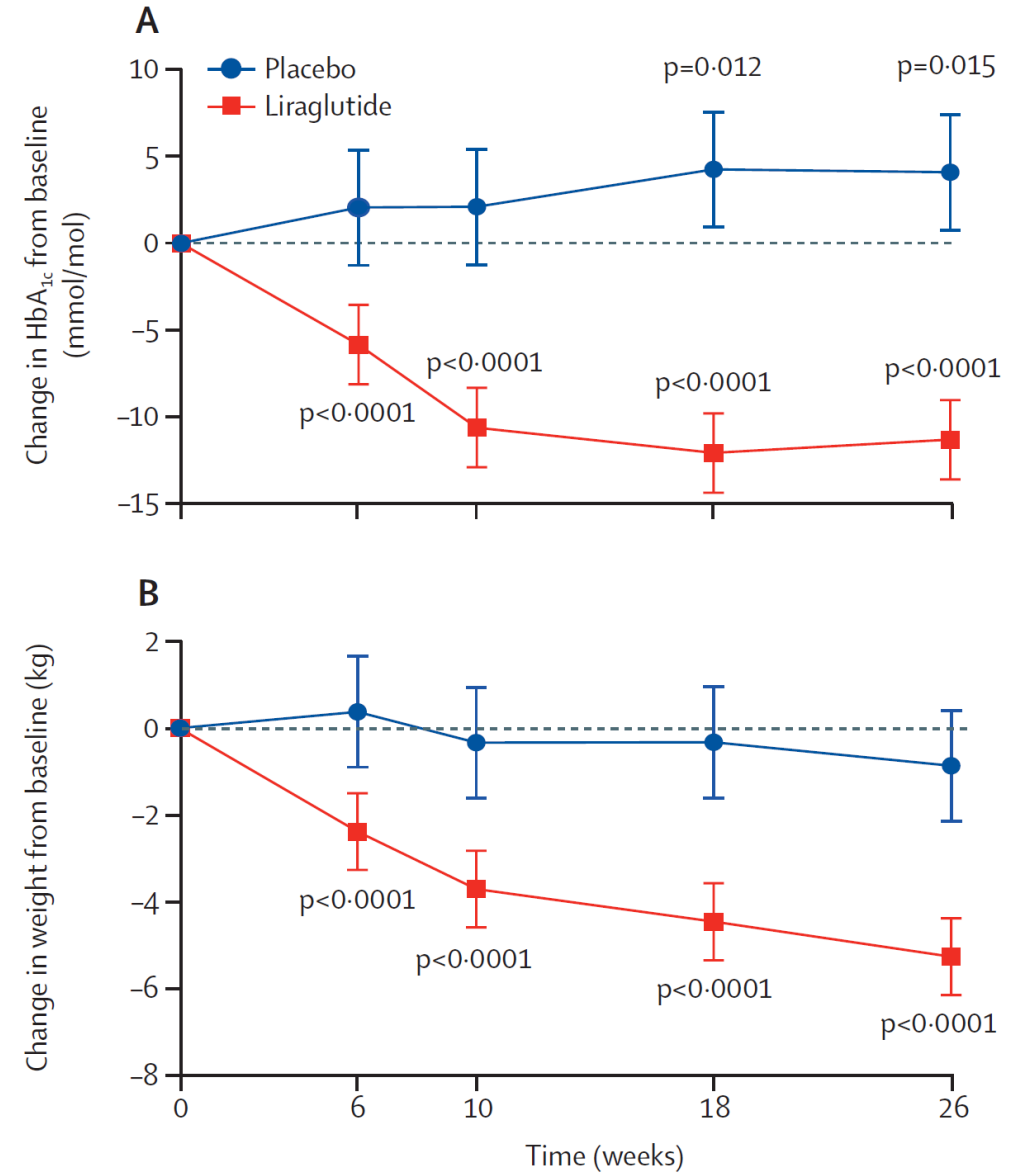 A
Change in HbA1c from baseline
(mmol/mol)
10
5
0
–5
–10
–15
Placebo
Liraglutide
p=0·012
p=0·015
p<0·0001
p<0·0001
p<0·0001
p<0·0001
B
Change in weight from baseline (kg)
2
0
–2
–4
–6
–8
p<0·0001
p<0·0001
p<0·0001
p<0·0001
0
6
10
18
26
Time (weeks)